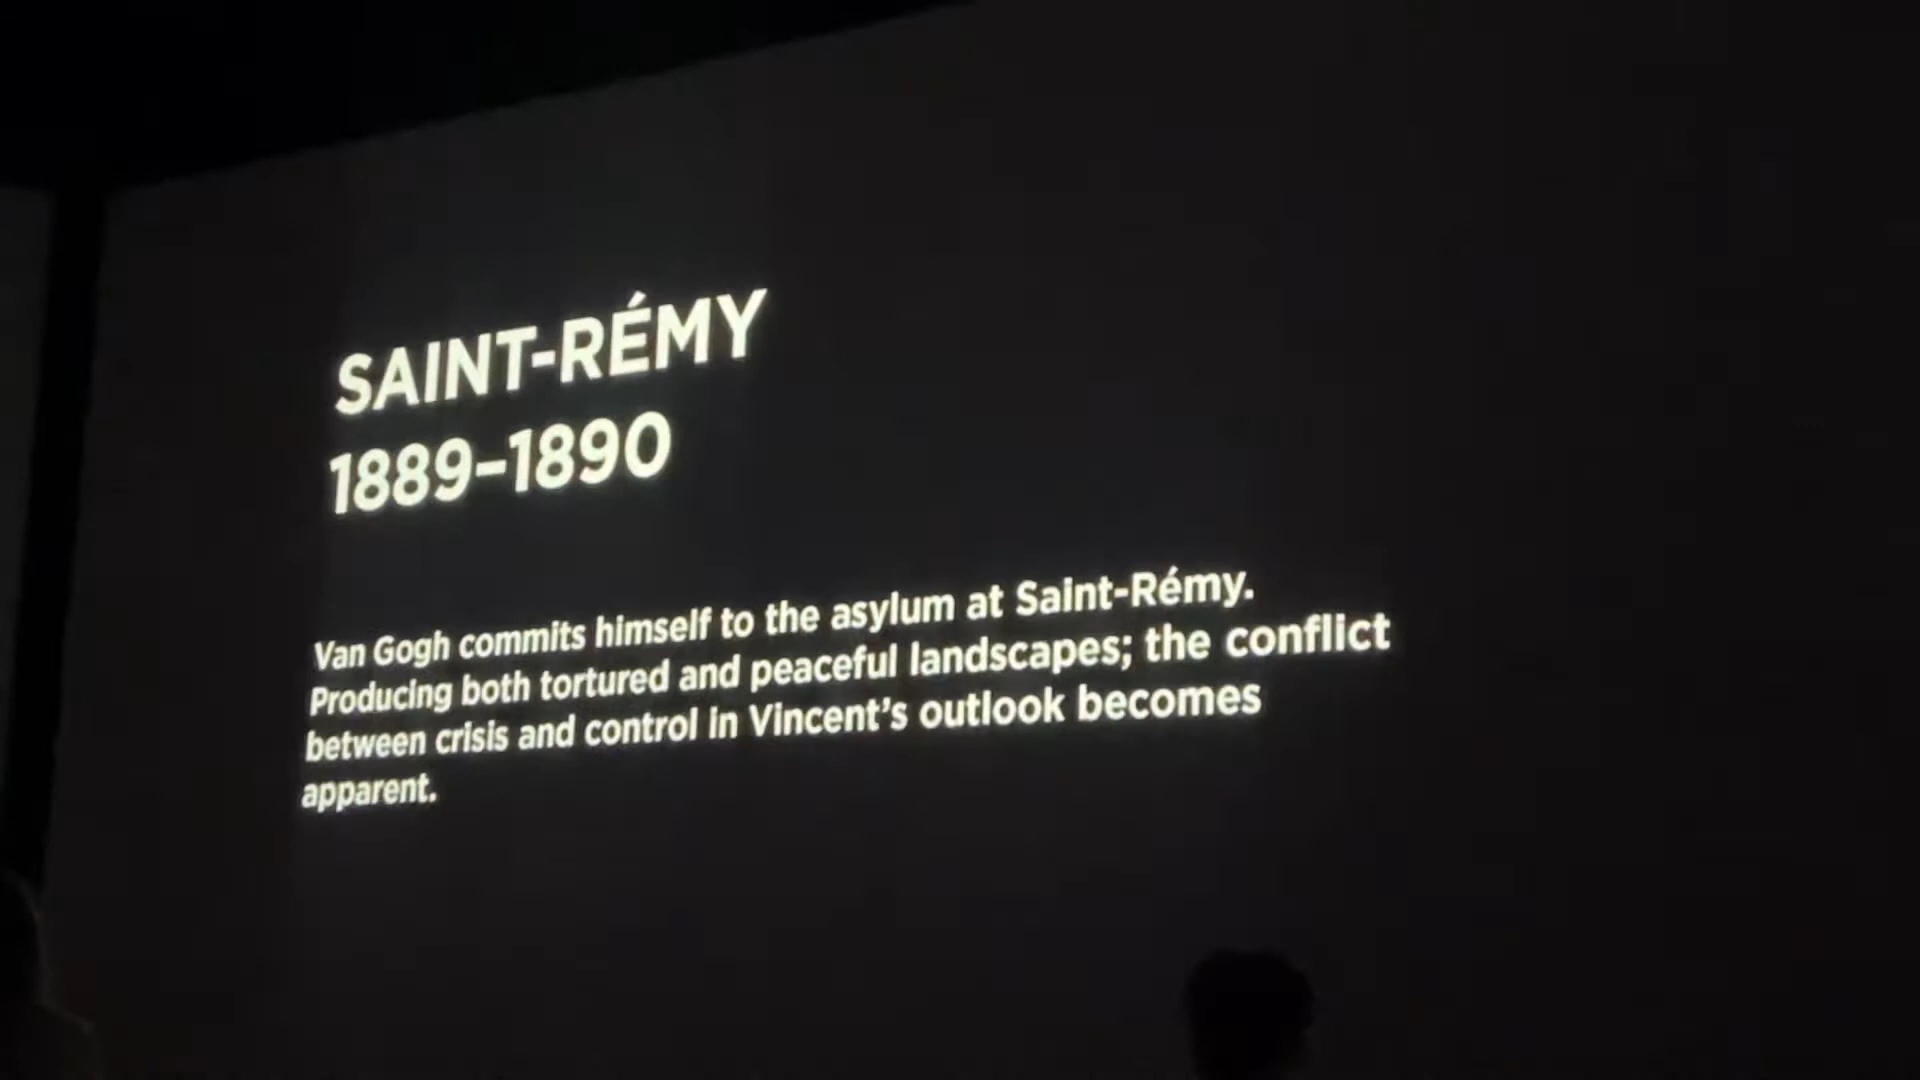 SAINT-RÉMY
1889–1890
Van Gogh commits himself to the asylum at Saint-Rémy.
Producing both tortured and peaceful landscapes; the conflict
between crisis and control in Vincent’s outlook becomes
apparent.